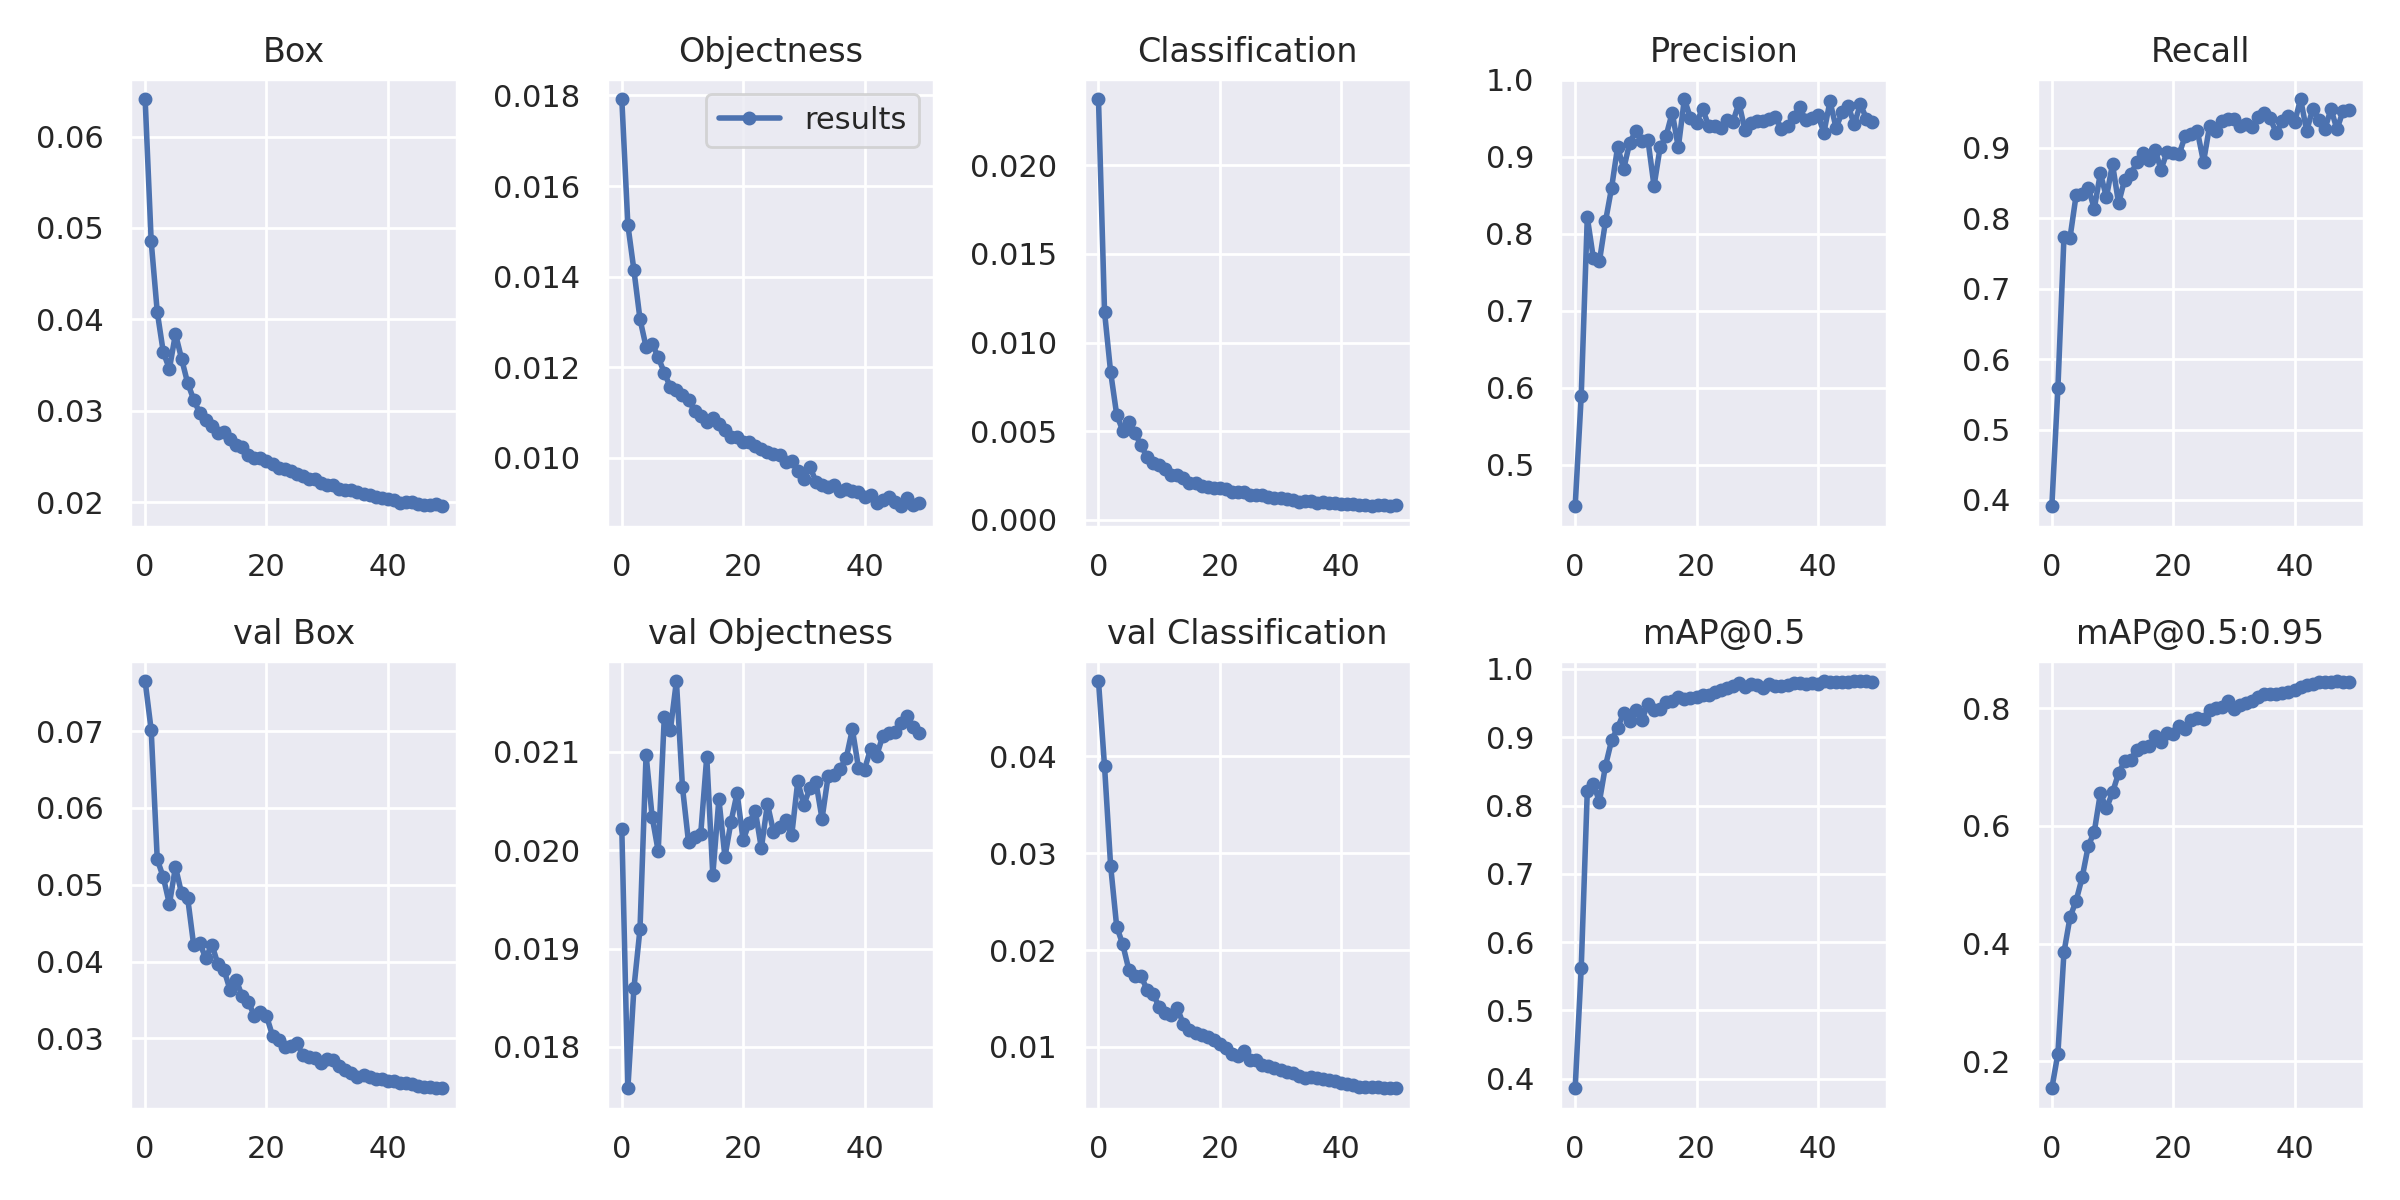 Box
Objectness
Classification
Precision
Recall
0.06
0.05
0.04
0.03
0.02
0 20 40
0.018
0.016
0.014
0.012
0.010
results
0 20 40
0.020
0.015
0.010
0.005
0.000
0 20 40
1.0
0.9
0.8
0.7
0.6
0.5
0 20 40
0.9
0.8
0.7
0.6
0.5
0.4
0 20 40
val Box
val Objectness
val Classification
mAP@0.5
mAP@0.5:0.95
0.07
0.06
0.05
0.04
0.03
0 20 40
0.021
0.020
0.019
0.018
0 20 40
0.04
0.03
0.02
0.01
0 20 40
1.0
0.9
0.8
0.7
0.6
0.5
0.4
0 20 40
0.8
0.6
0.4
0.2
0 20 40